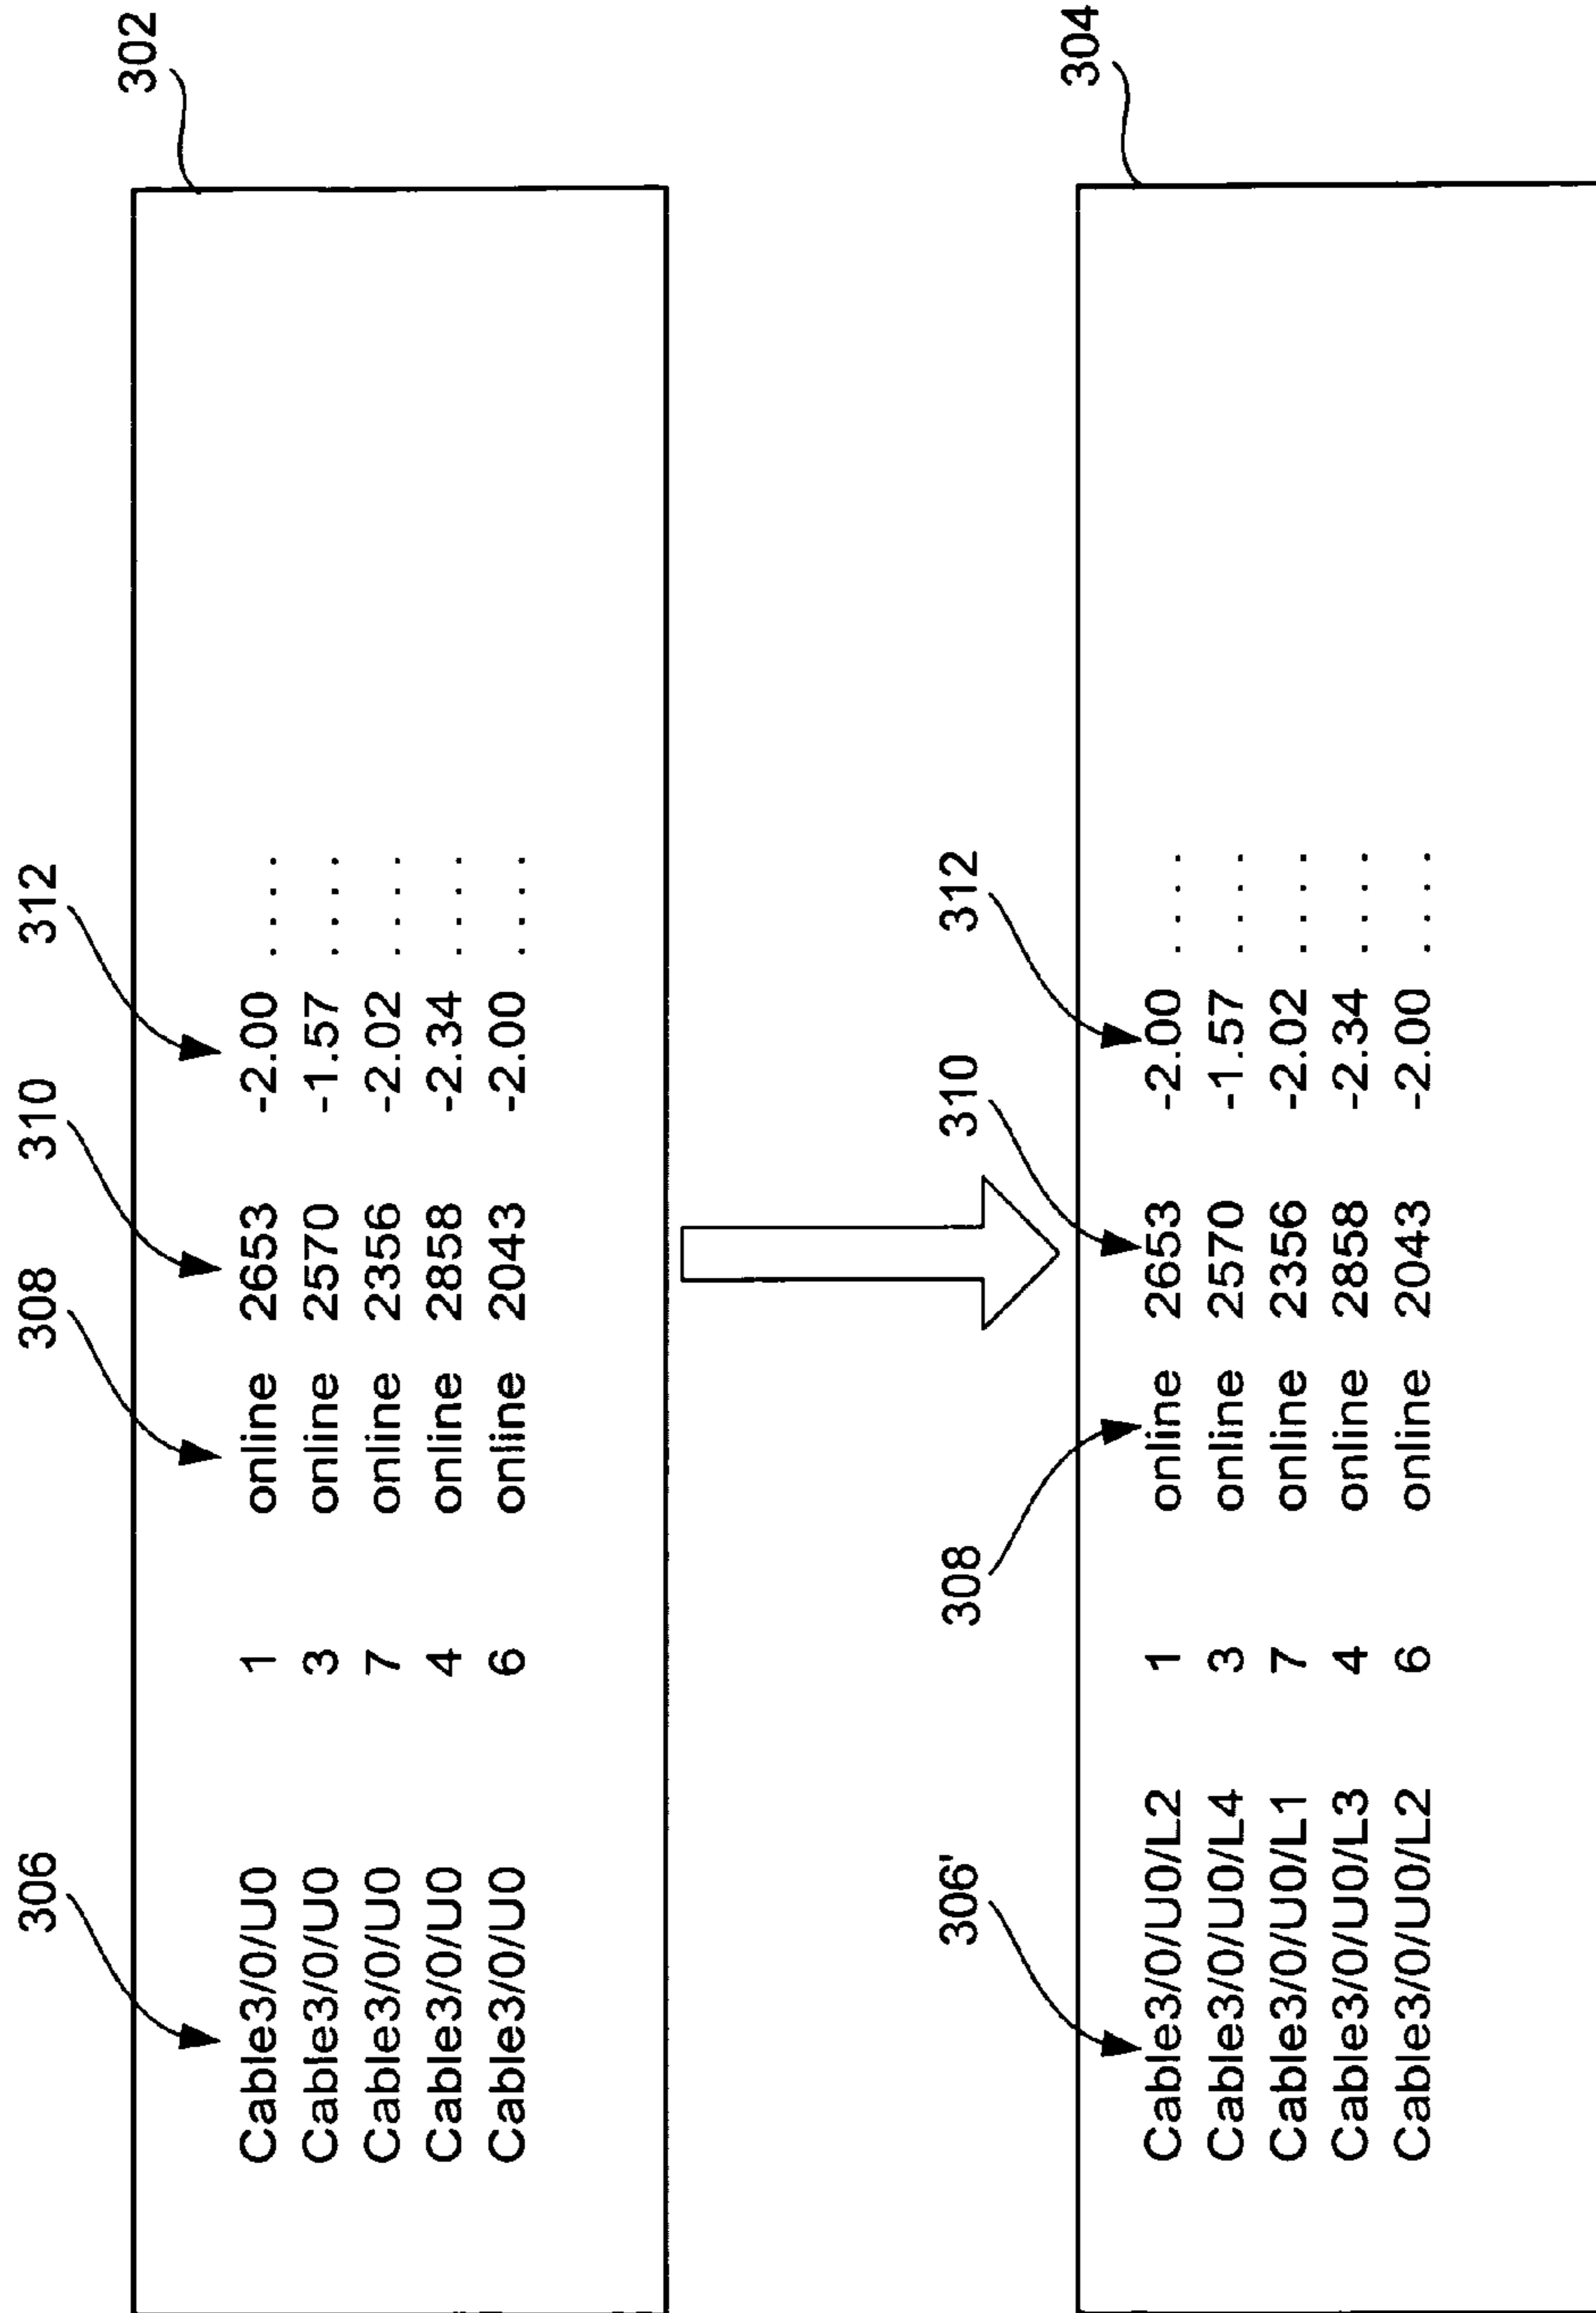 302
306 308 310 312
Cable3/0/U0 1 online 2653 -2.00 . . . .
Cable3/0/U0 3 online 2570 -1.57 . . . .
Cable3/0/U0 7 online 2356 -2.02 . . . .
Cable3/0/U0 4 online 2858 -2.34 . . . .
Cable3/0/U0 6 online 2043 -2.00 . . . .
304
306' 308 310 312
Cable3/0/U0/L2 1 online 2653 -2.00 . . . .
Cable3/0/U0/L4 3 online 2570 -1.57 . . . .
Cable3/0/U0/L1 7 online 2356 -2.02 . . . .
Cable3/0/U0/L3 4 online 2858 -2.34 . . . .
Cable3/0/U0/L2 6 online 2043 -2.00 . . . .